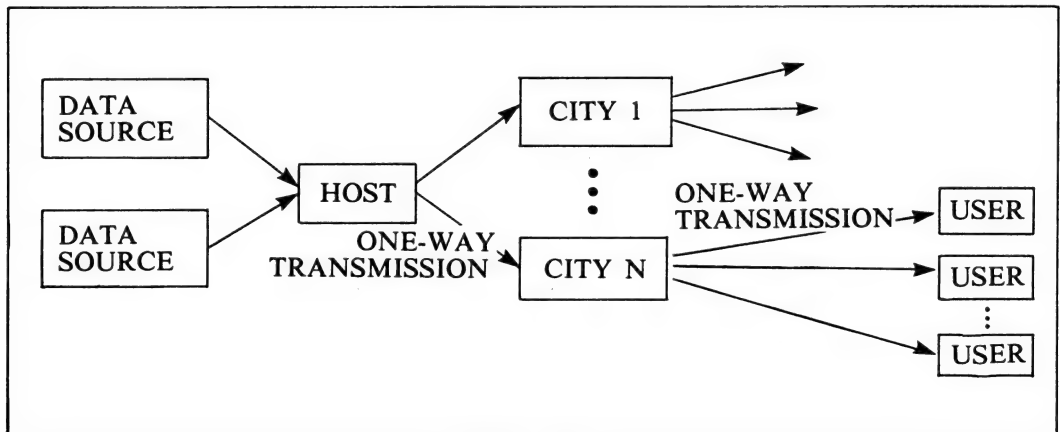 DATA
SOURCE
DATA
SOURCE
HOST
ONE-WAY
TRANSMISSION
CITY 1
CITY N
ONE-WAY
TRANSMISSION
USER
USER
USER